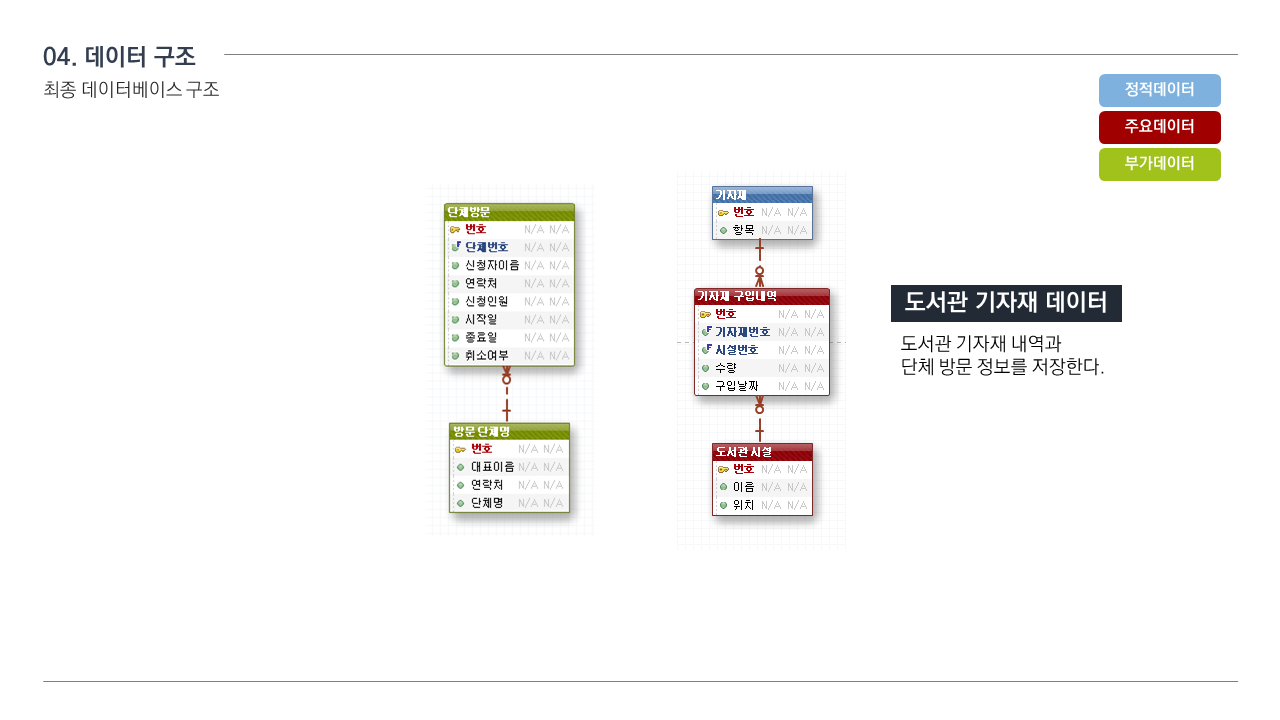 04. 데이터 구조
최종 데이터베이스 구조
정적데이터
주요데이터
부가데이터
단체방문
번호 N/A N/A
단체번호 N/A N/A
신청자이름 N/A N/A
연락처 N/A N/A
신청인원 N/A N/A
시작일 N/A N/A
종료일 N/A N/A
취소여부 N/A N/A
방문 단체명
번호 N/A N/A
대표이름 N/A N/A
연락처 N/A N/A
단체명 N/A N/A
기자재
번호 N/A N/A
항목 N/A N/A
기자재 구입내역
번호 N/A N/A
기자재번호 N/A N/A
시설번호 N/A N/A
수량 N/A N/A
구입날짜 N/A N/A
도서관 시설
번호 N/A N/A
이름 N/A N/A
위치 N/A N/A
도서관 기자재 데이터
도서관 기자재 내역과
단체 방문 정보를 저장한다.